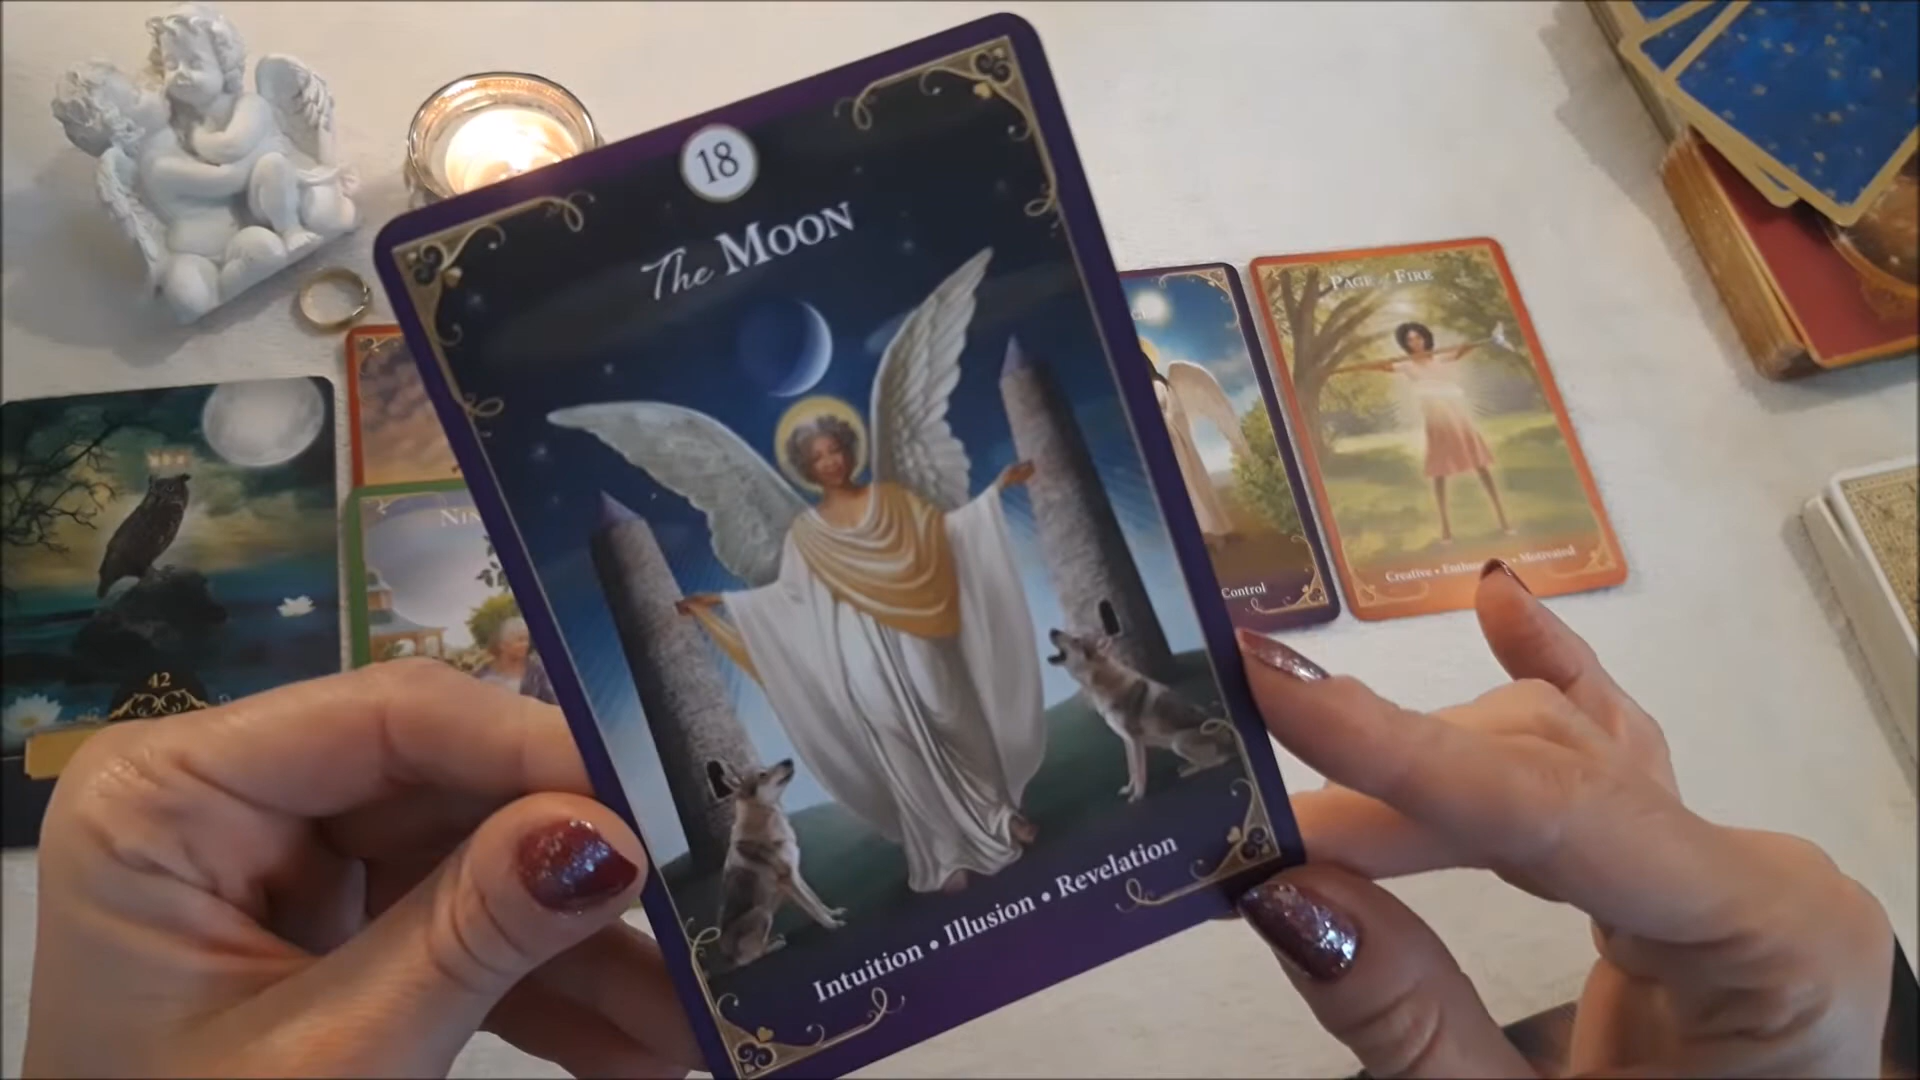 18
The MOON
Intuition • Illusion • Revelation
PAGE of FIRE
Creative • • Motivated
Control
42